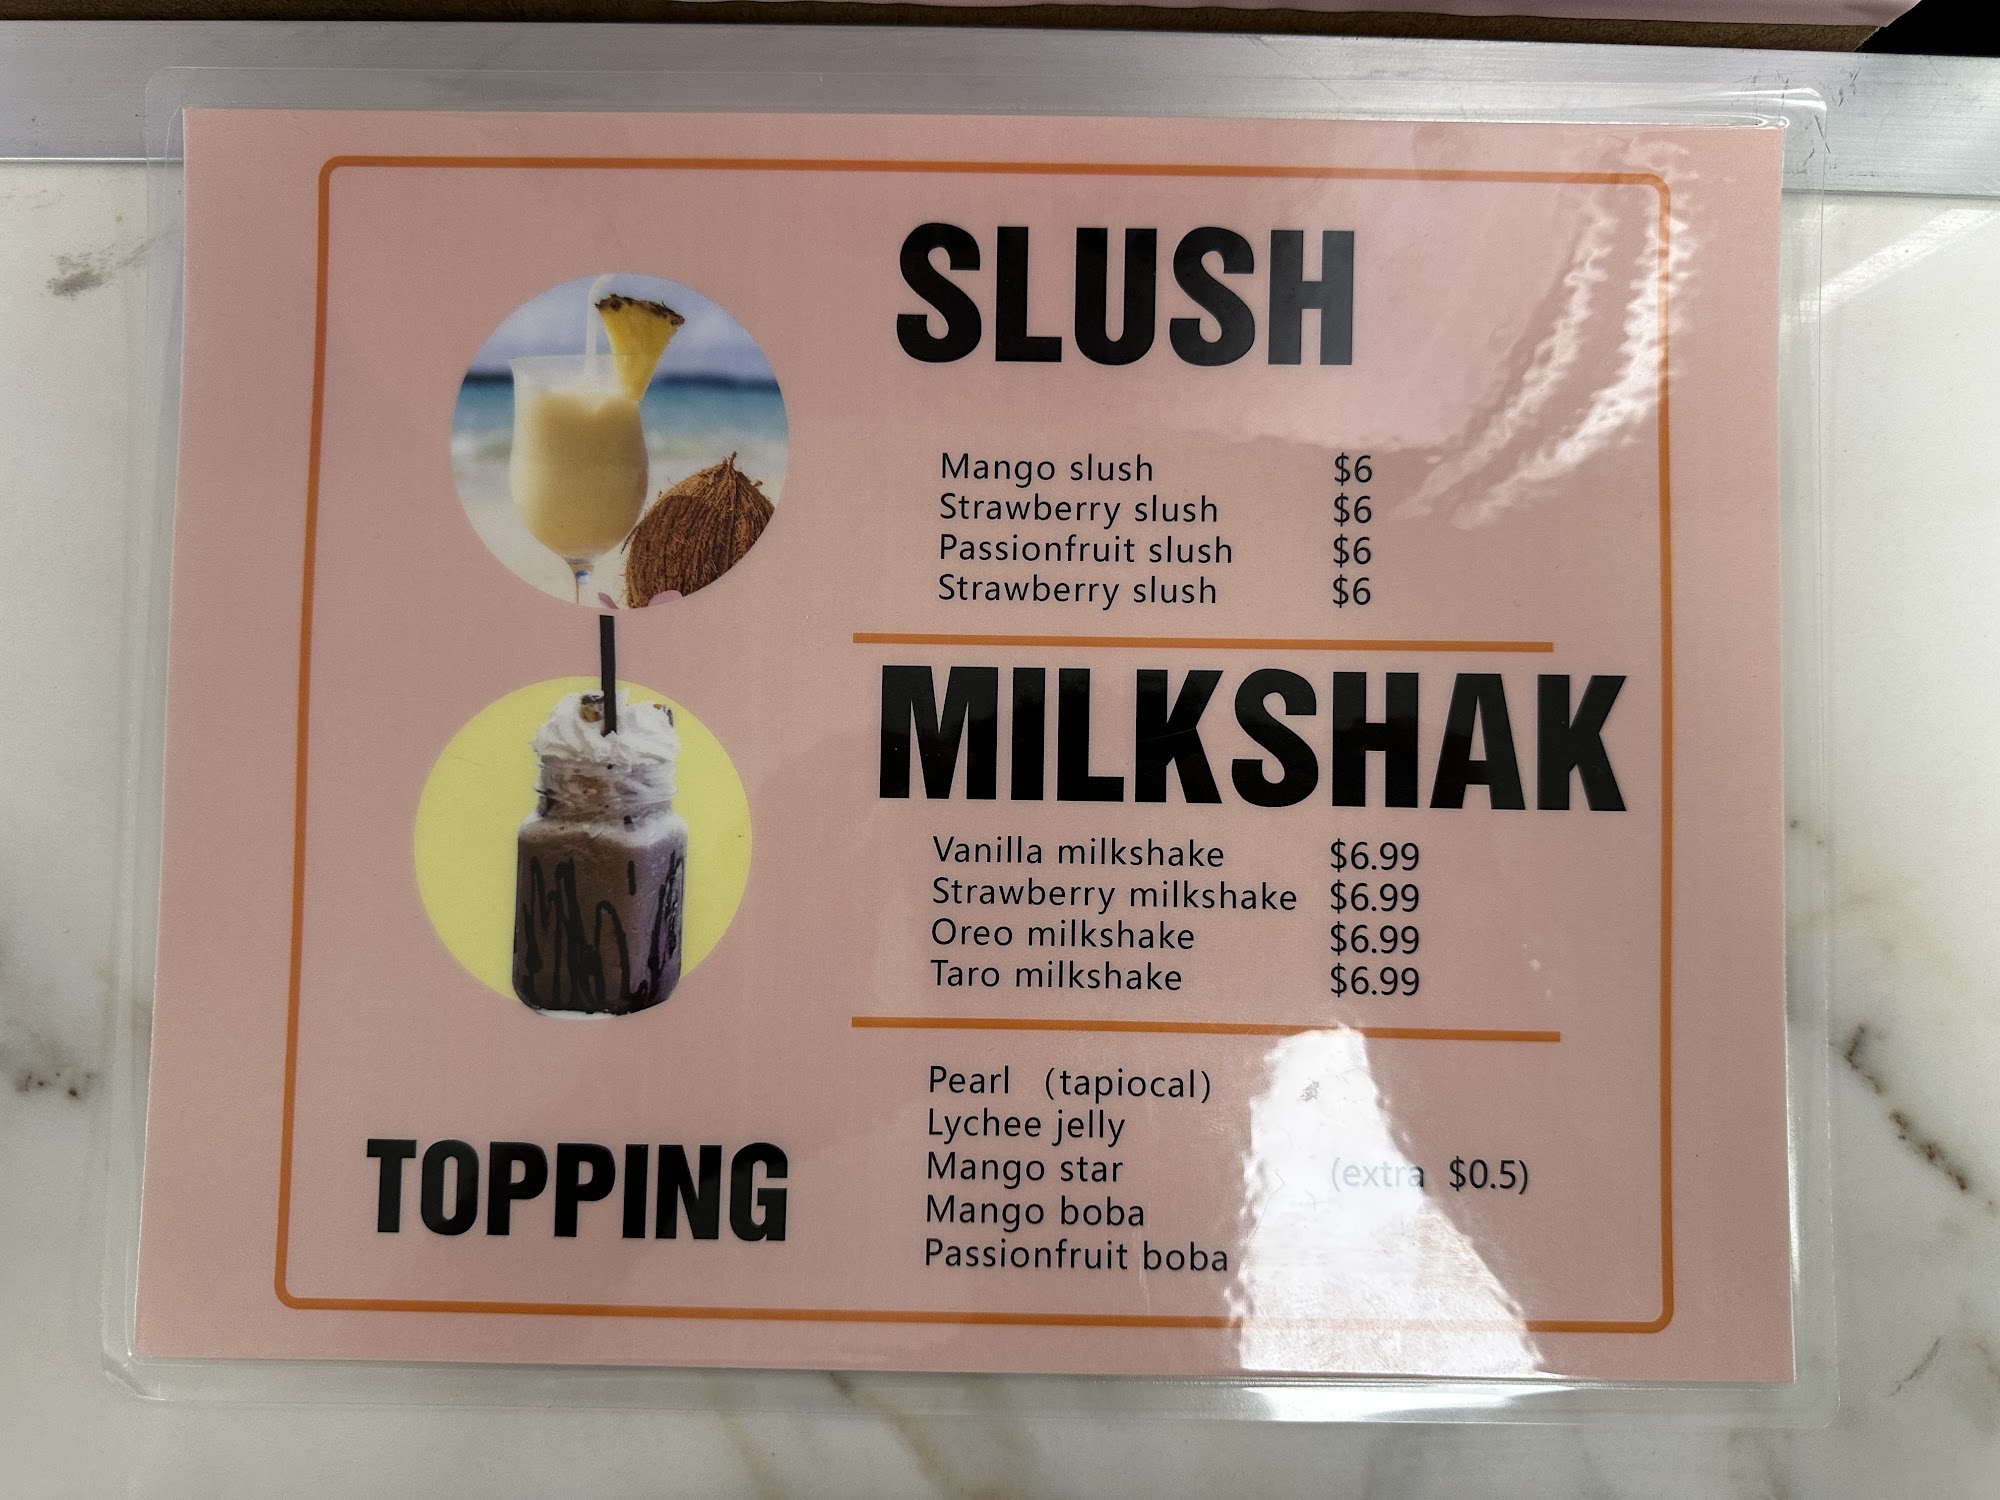 SLUSH
Mango slush $6
Strawberry slush $6
Passionfruit slush $6
Strawberry slush $6
MILKSHAK
Vanilla milkshake $6.99
Strawberry milkshake $6.99
Oreo milkshake $6.99
Taro milkshake $6.99
TOPPING
Pearl (tapiocal)
Lychee jelly
Mango star (extra $0.5)
Mango boba
Passionfruit boba